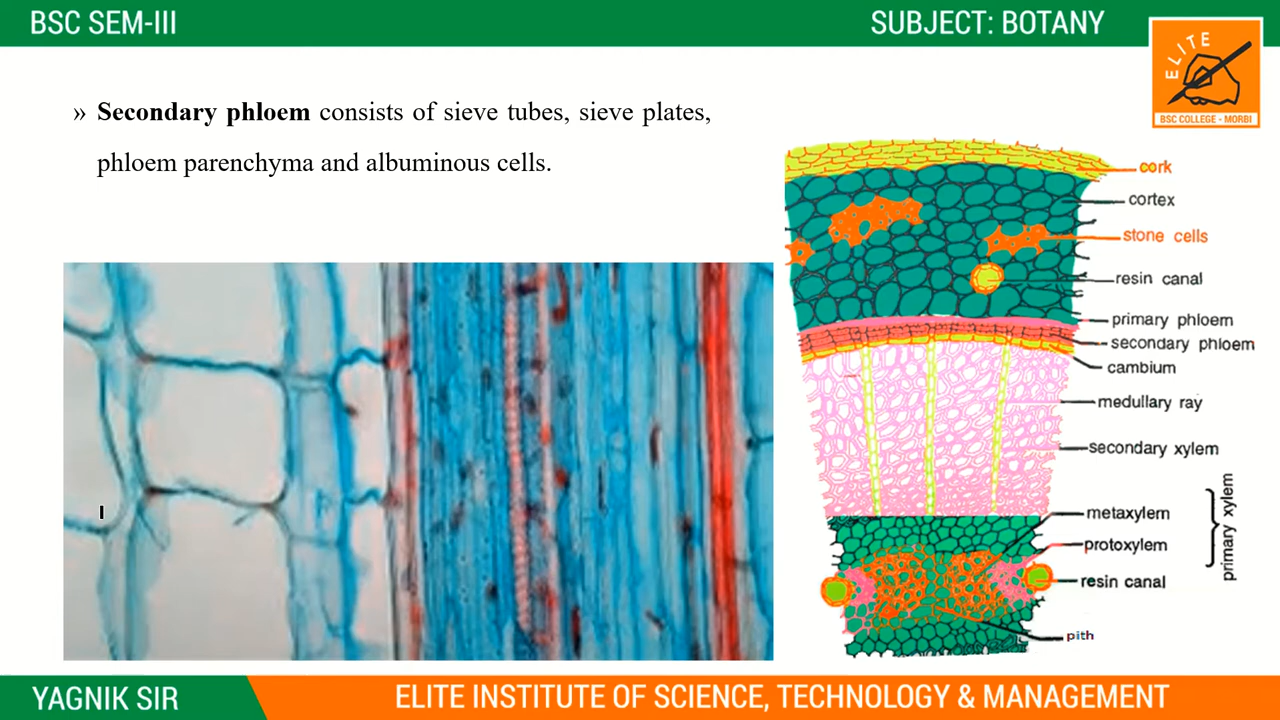 BSC SEM-III
SUBJECT: BOTANY
ELITE
BSC COLLEGE - MORBI
» Secondary phloem consists of sieve tubes, sieve plates,
phloem parenchyma and albuminous cells.
cork
cortex
stone cells
resin canal
primary phloem
secondary phloem
cambium
medullary ray
secondary xylem
metaxylem
protoxylem
primary xylem
resin canal
pith
YAGNIK SIR
ELITE INSTITUTE OF SCIENCE, TECHNOLOGY & MANAGEMENT